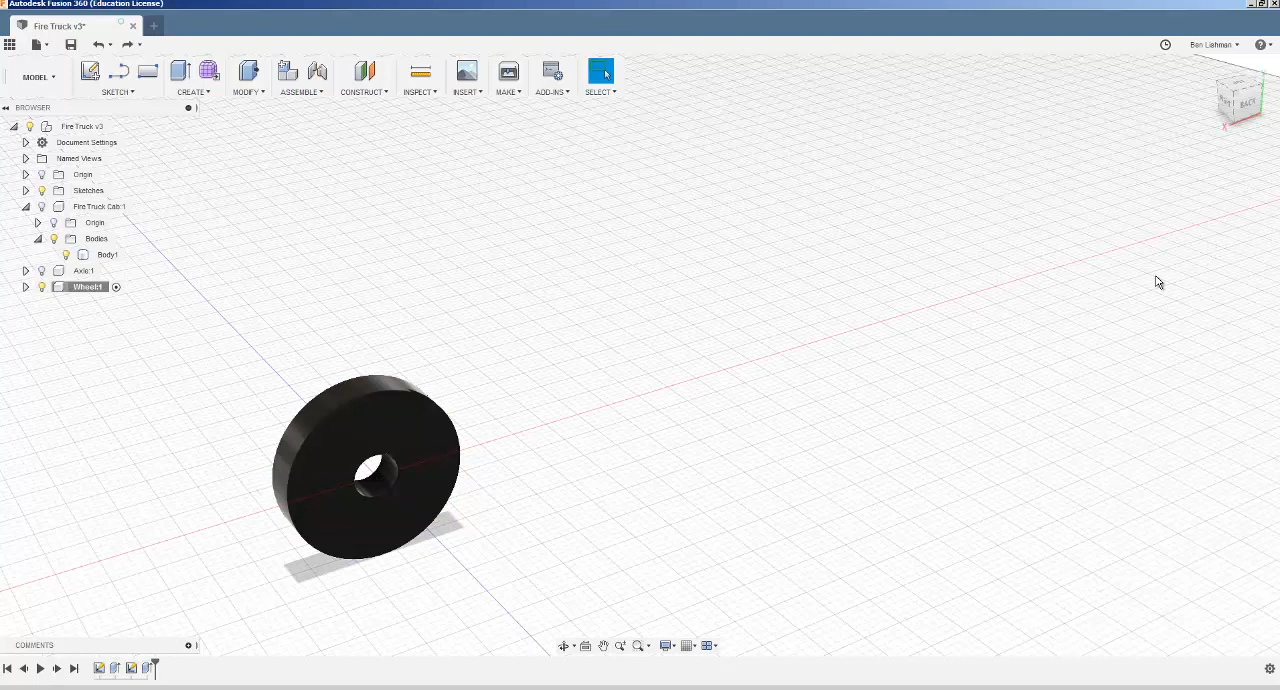 Autodesk Fusion 360 (Education License)
Fire Truck v3*
Ben Lishman
MODEL
SKETCH
CREATE
MODIFY
ASSEMBLE
CONSTRUCT
INSPECT
INSERT
MAKE
ADD-INS
SELECT
BROWSER
BACK
X
Fire Truck v3
Document Settings
Named Views
Origin
Sketches
Fire Truck Cab:1
Origin
Bodies
Body1
Axle:1
Wheel:1
COMMENTS